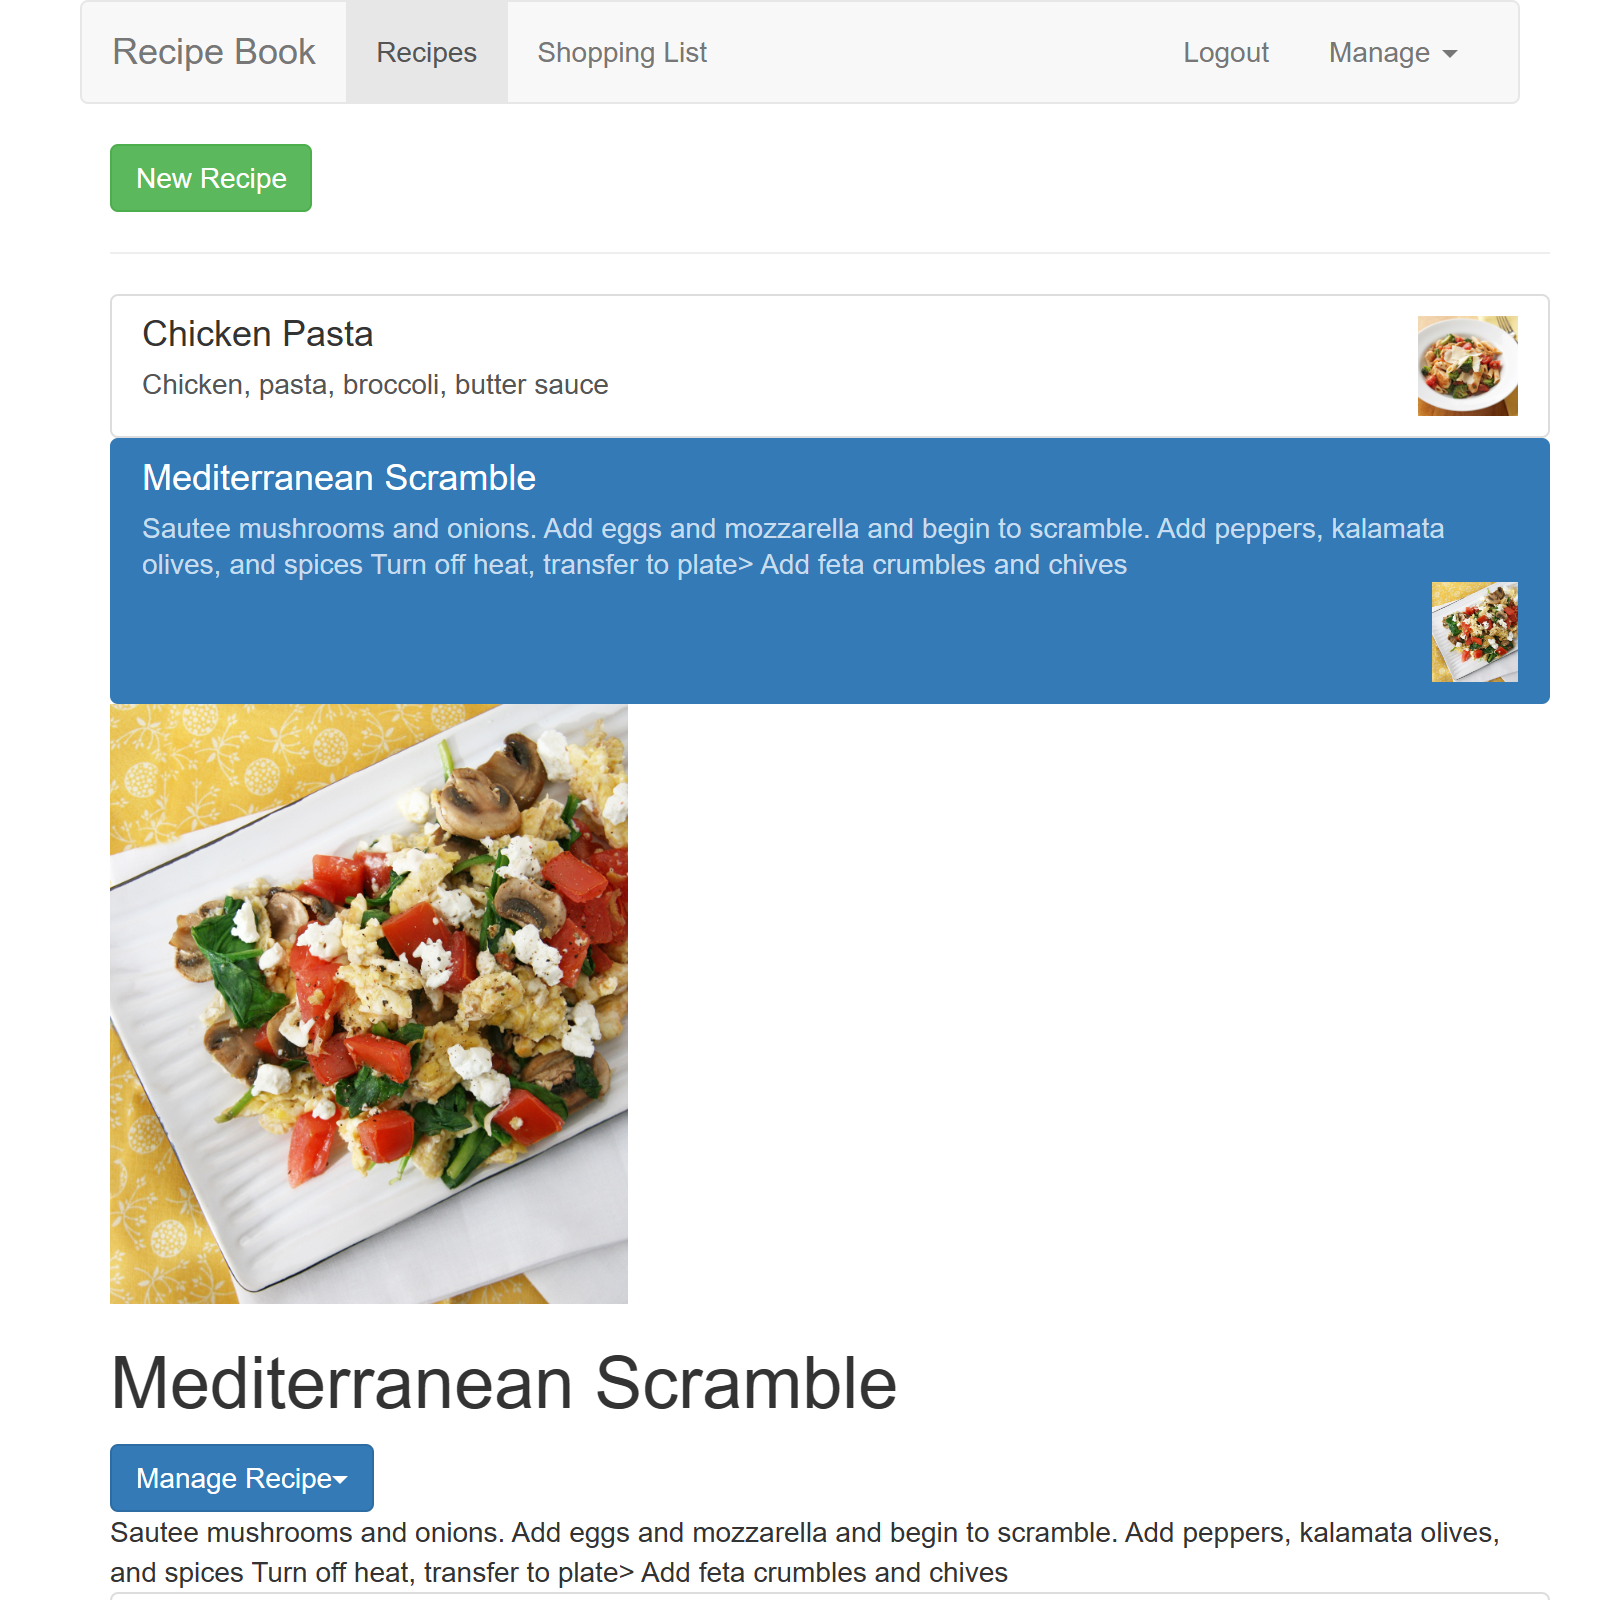 Recipe Book Recipes Shopping List Logout Manage
New Recipe
Chicken Pasta
Chicken, pasta, broccoli, butter sauce
Mediterranean Scramble
Sautee mushrooms and onions. Add eggs and mozzarella and begin to scramble. Add peppers, kalamata
olives, and spices Turn off heat, transfer to plate> Add feta crumbles and chives
Mediterranean Scramble
Manage Recipe
Sautee mushrooms and onions. Add eggs and mozzarella and begin to scramble. Add peppers, kalamata olives,
and spices Turn off heat, transfer to plate> Add feta crumbles and chives